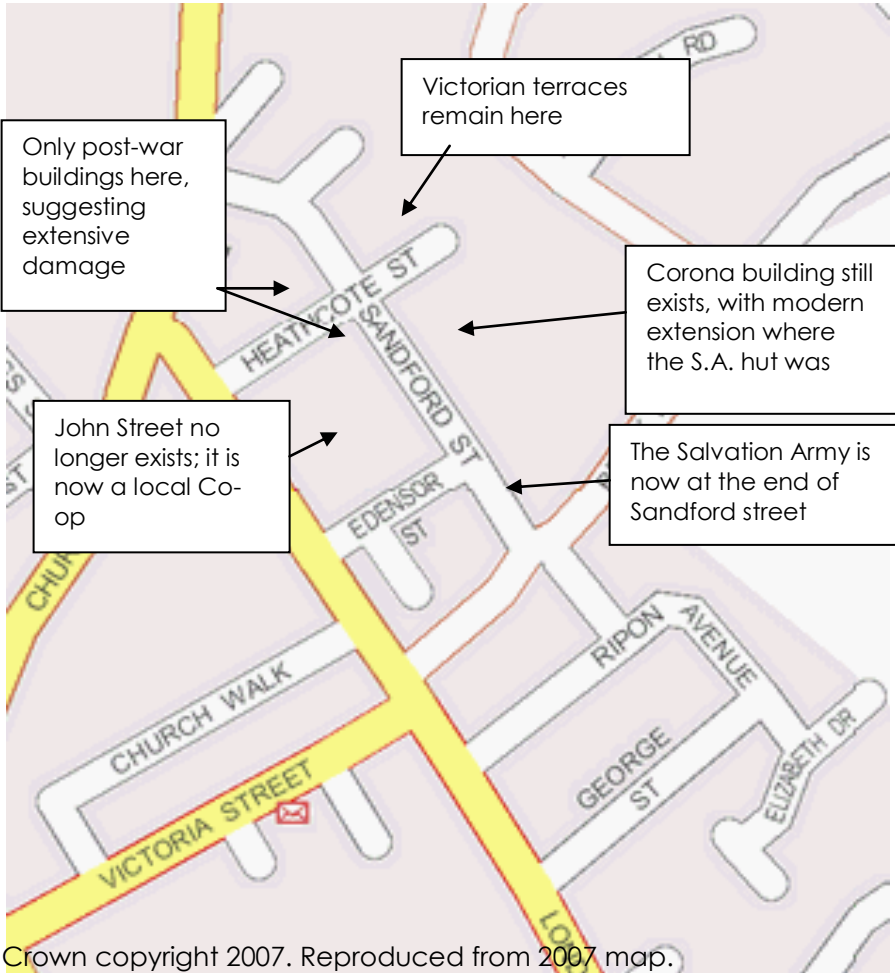 RD
Victorian terraces
remain here
Only post-war
buildings here,
suggesting
extensive
damage
HEATHCOTE ST
SANDFORD ST
Corona building still
exists, with modern
extension where
the S.A. hut was
John Street no
longer exists; it is
now a local Co-
op
The Salvation Army is
now at the end of
Sandford street
EDENSOR
ST
CHURCH WALK
VICTORIA STREET
RIPON
AVENUE
GEORGE
ST
ELIZABETH DR
Crown copyright 2007. Reproduced from 2007 map.